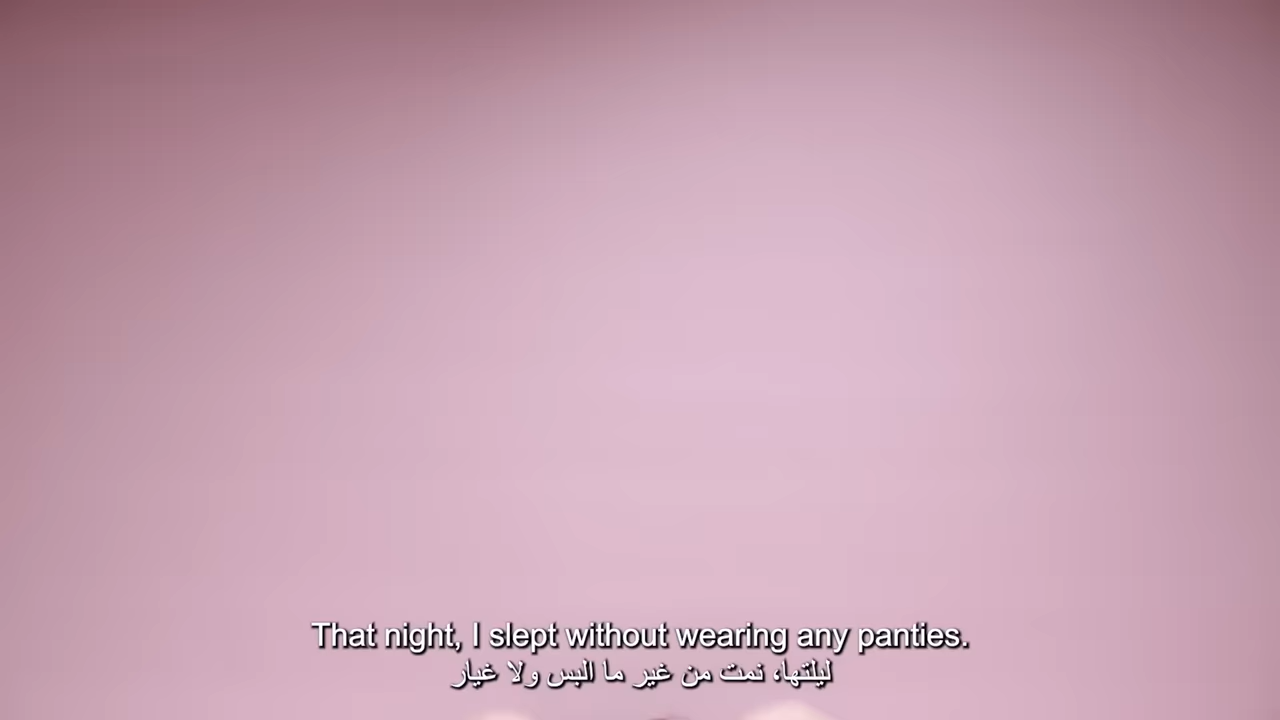 That night, I slept without wearing any panties.
ليلتها، نمت من غير ما البس ولا غيار